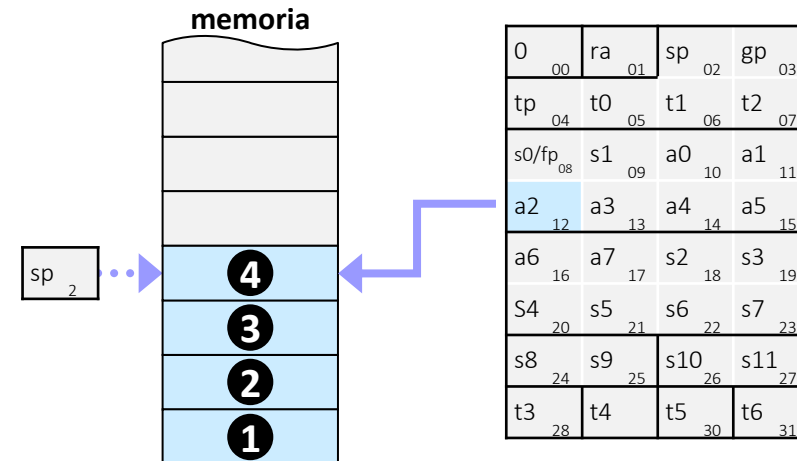 memoria
sp 2
4
3
2
1
0 00 ra 01 sp 02 gp 03
tp 04 t0 05 t1 06 t2 07
s0/fp 08 s1 09 a0 10 a1 11
a2 12 a3 13 a4 14 a5 15
a6 16 a7 17 s2 18 s3 19
S4 20 s5 21 s6 22 s7 23
s8 24 s9 25 s10 26 s11 27
t3 28 t4 t5 30 t6 31